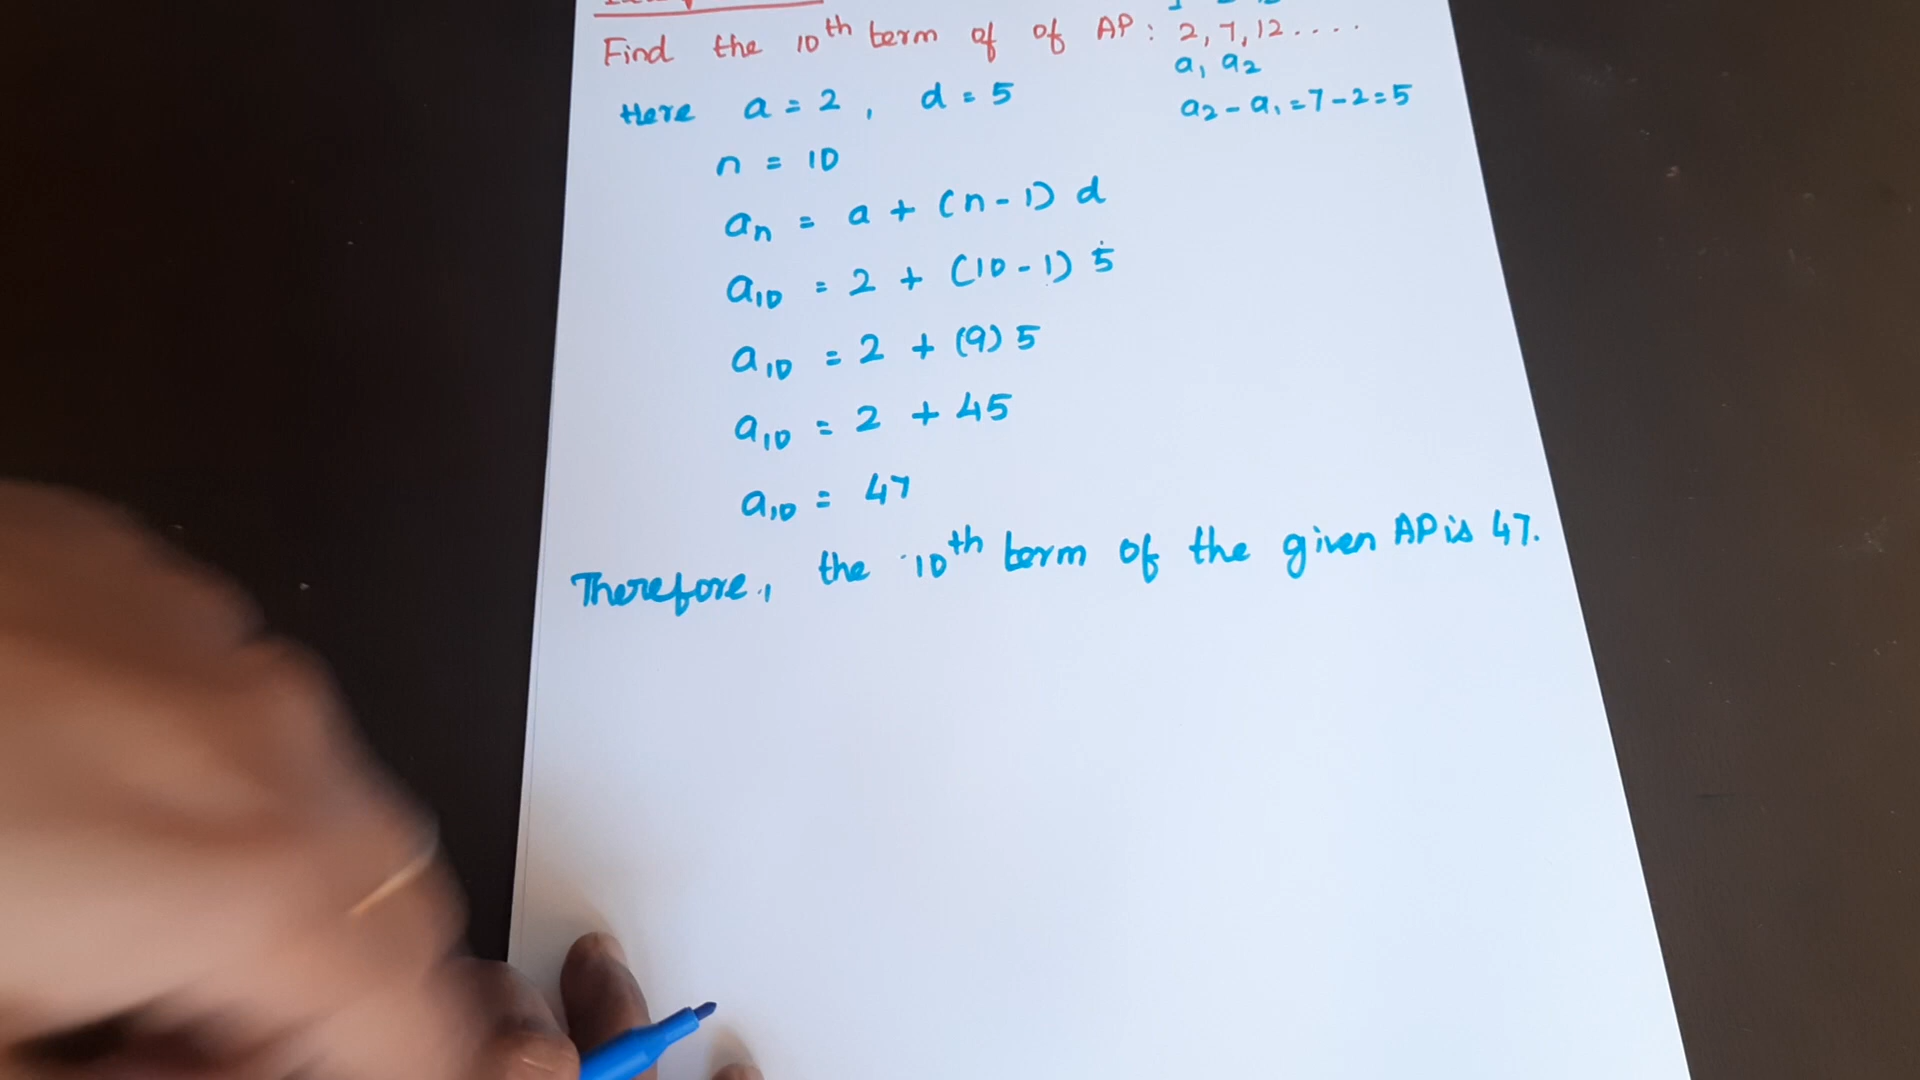 Find the 10th term of of AP : 2, 7, 12....
a1 a2
Here a = 2, d = 5
a2 - a1 = 7 - 2 = 5
n = 10
an = a + (n - 1) d
a10 = 2 + (10 - 1) 5
a10 = 2 + (9) 5
a10 = 2 + 45
a10 = 47
Therefore, the 10th term of the given AP is 47.